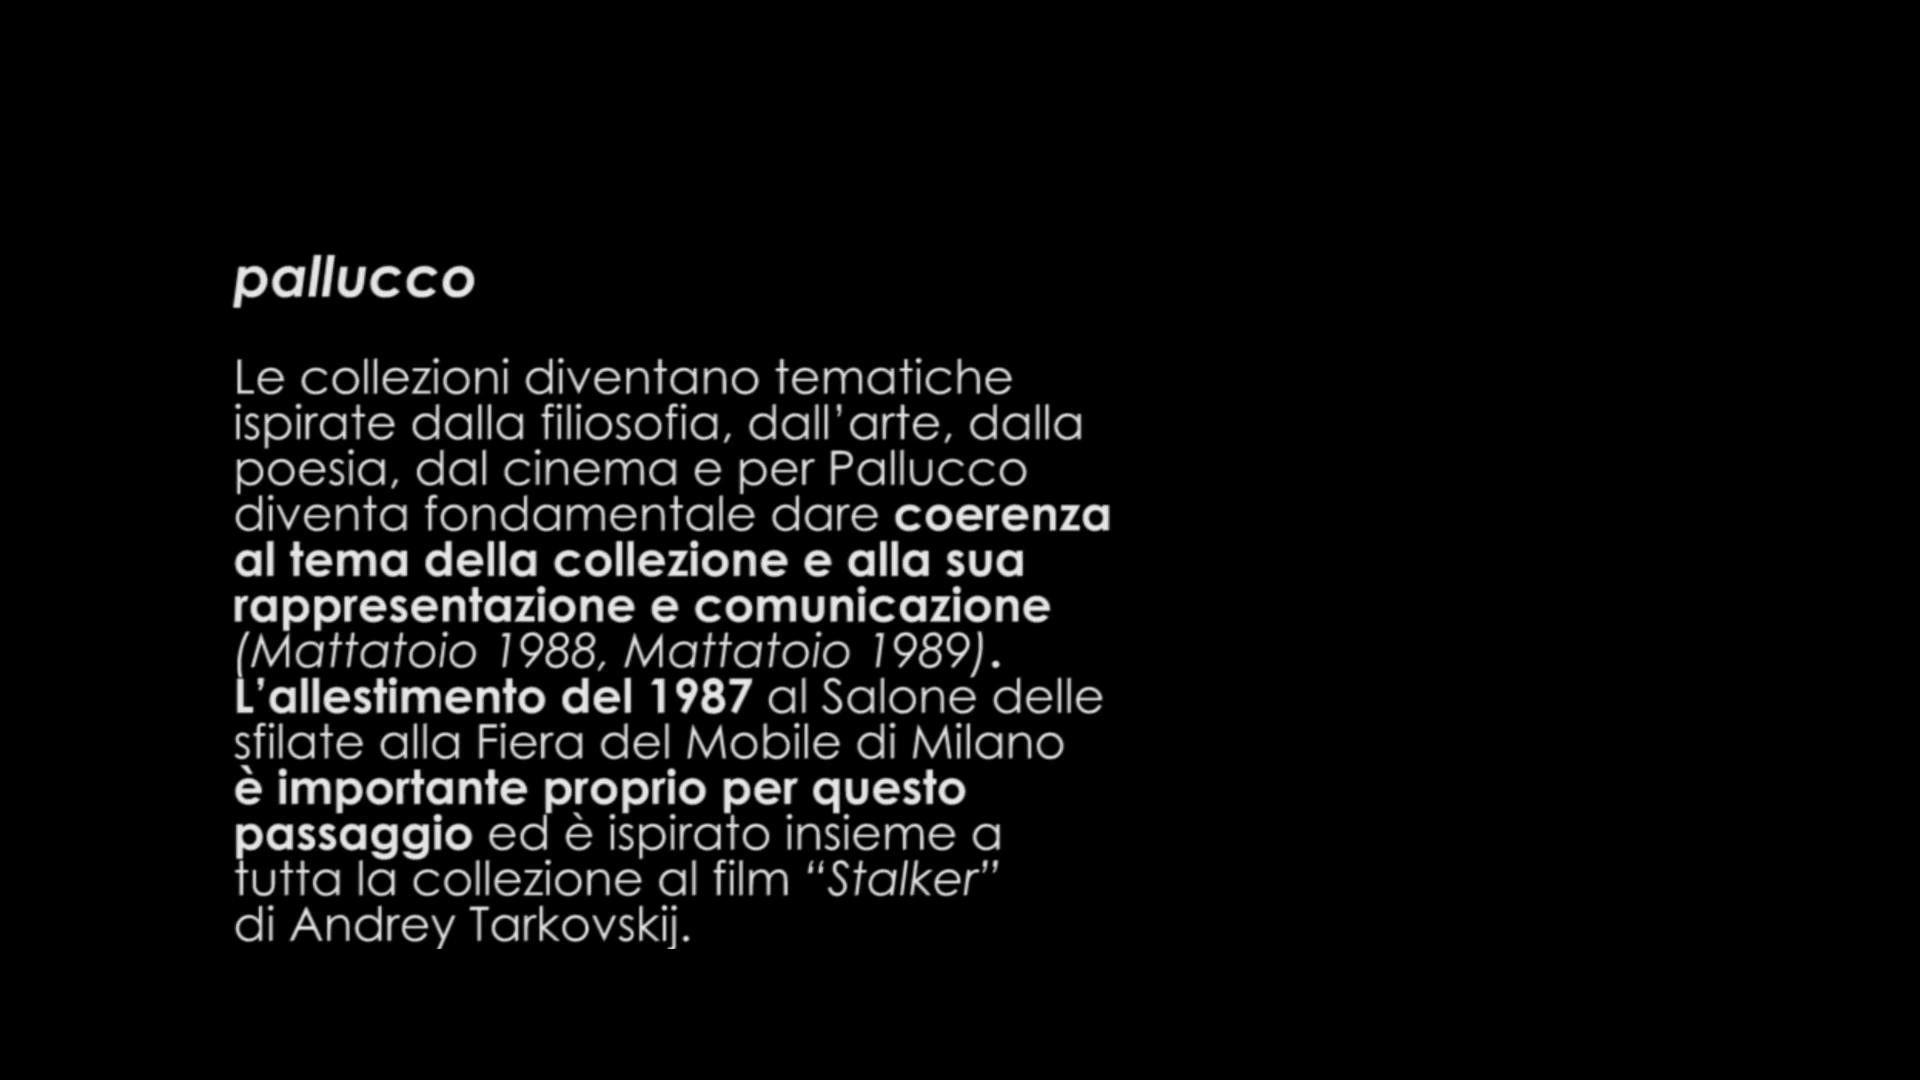 pallucco
Le collezioni diventano tematiche
ispirate dalla filiosofia, dall’arte, dalla
poesia, dal cinema e per Pallucco
diventa fondamentale dare coerenza
al tema della collezione e alla sua
rappresentazione e comunicazione
(Mattatoio 1988, Mattatoio 1989).
L’allestimento del 1987 al Salone delle
sfilate alla Fiera del Mobile di Milano
è importante proprio per questo
passaggio ed è ispirato insieme a
tutta la collezione al film “Stalker”
di Andrey Tarkovskij.